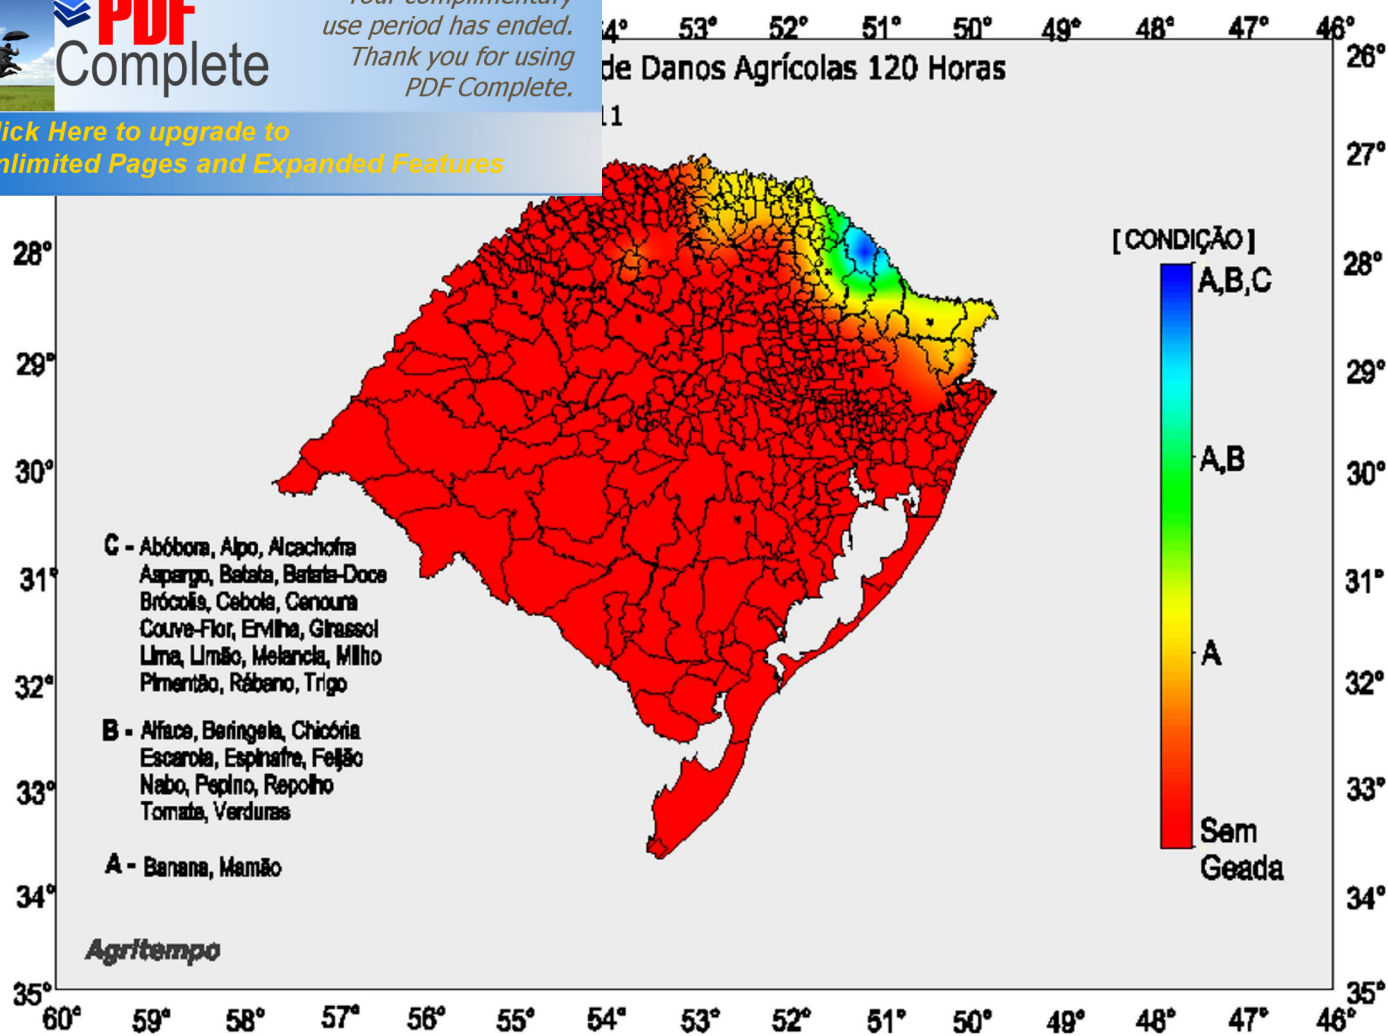 Your complimentary
use period has ended.
Thank you for using
PDF Complete.
PDF
Complete
lick Here to upgrade to
nlimited Pages and Expanded Features
54° 53° 52° 51° 50° 49° 48° 47° 46°
de Danos Agrícolas 120 Horas
11
26°
27°
28°
29°
30°
31°
32°
33°
34°
35°
28°
29°
30°
31°
32°
33°
34°
35°
[ CONDIÇÃO ]
A,B,C
A,B
A
Sem
Geada
C - Abóbora, Aipo, Alcachofra
Aspargo, Batata, Batata-Doce
Brócolis, Cebola, Cenoura
Couve-Flor, Ervilha, Girassol
Lima, Limão, Melancia, Milho
Pimentão, Rábano, Trigo
B - Alface, Beringela, Chicória
Escarola, Espinafre, Feijão
Nabo, Pepino, Repolho
Tomate, Verduras
A - Banana, Mamão
Agritempo
60° 59° 58° 57° 56° 55° 54° 53° 52° 51° 50° 49° 48° 47° 46°